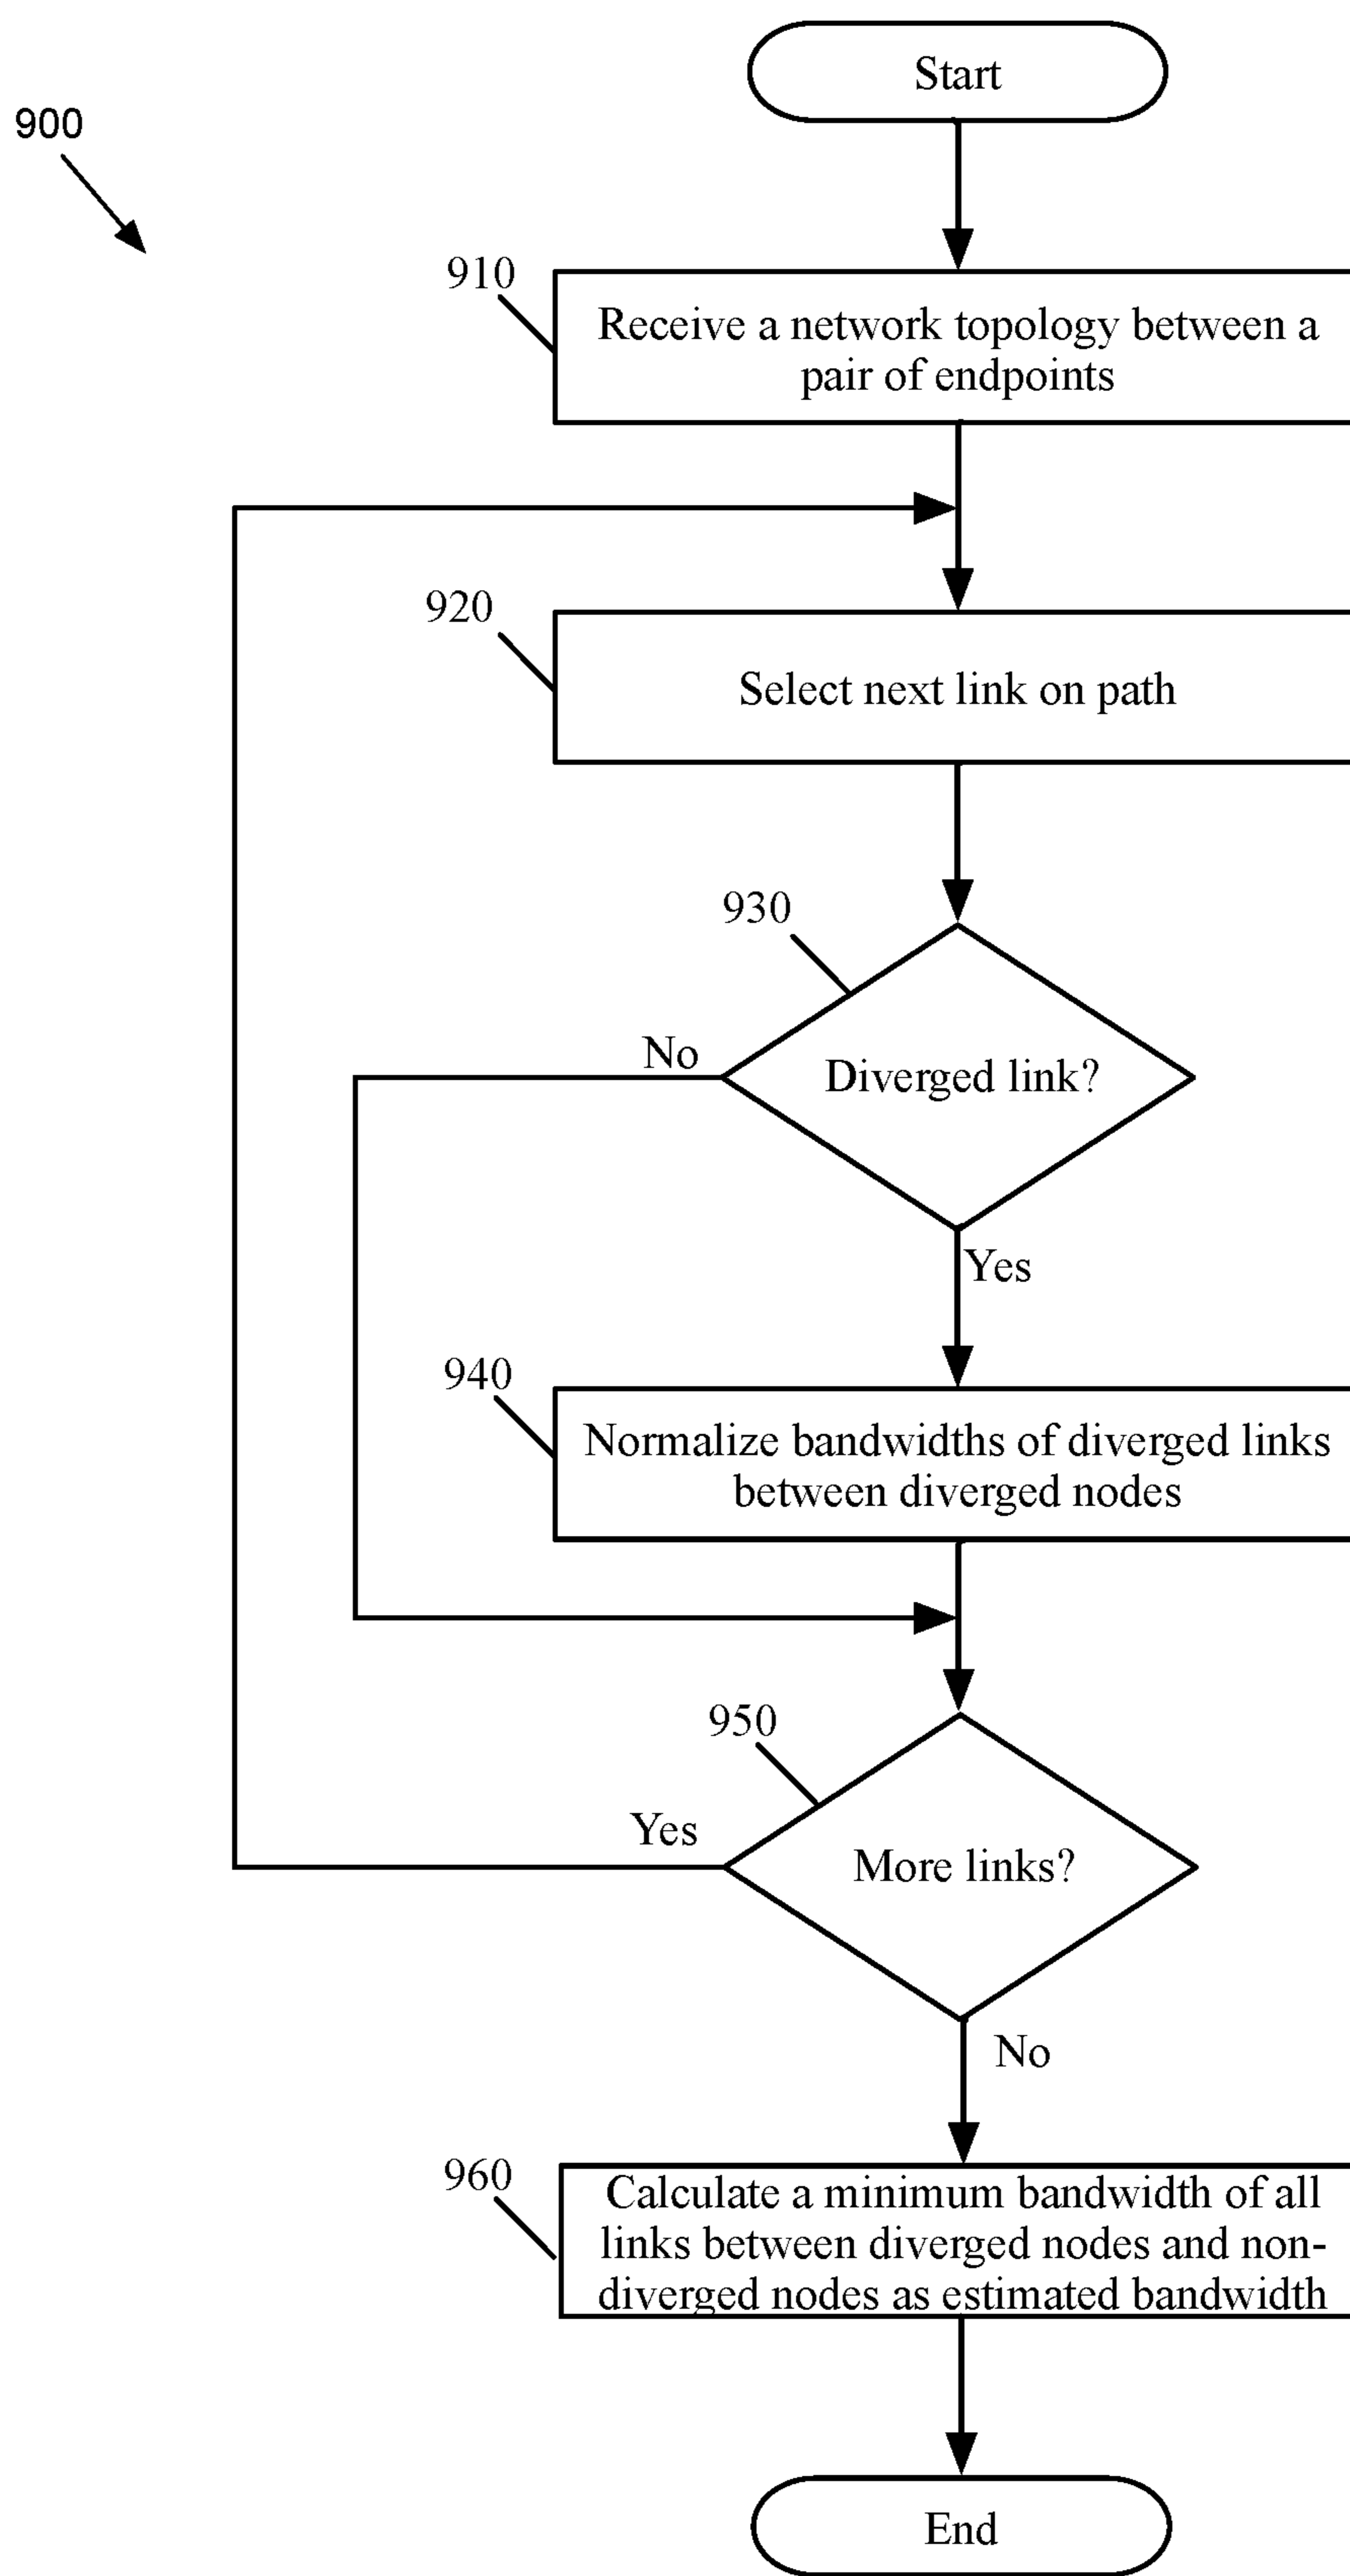 Start
900
910
Receive a network topology between a
pair of endpoints
920
Select next link on path
930
No
Diverged link?
Yes
940
Normalize bandwidths of diverged links
between diverged nodes
950
Yes
More links?
No
960
Calculate a minimum bandwidth of all
links between diverged nodes and non-
diverged nodes as estimated bandwidth
End